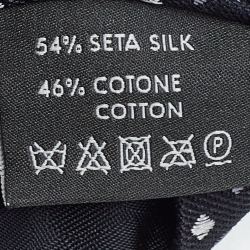 54% SETA SILK
46% COTONE
COTTON
P